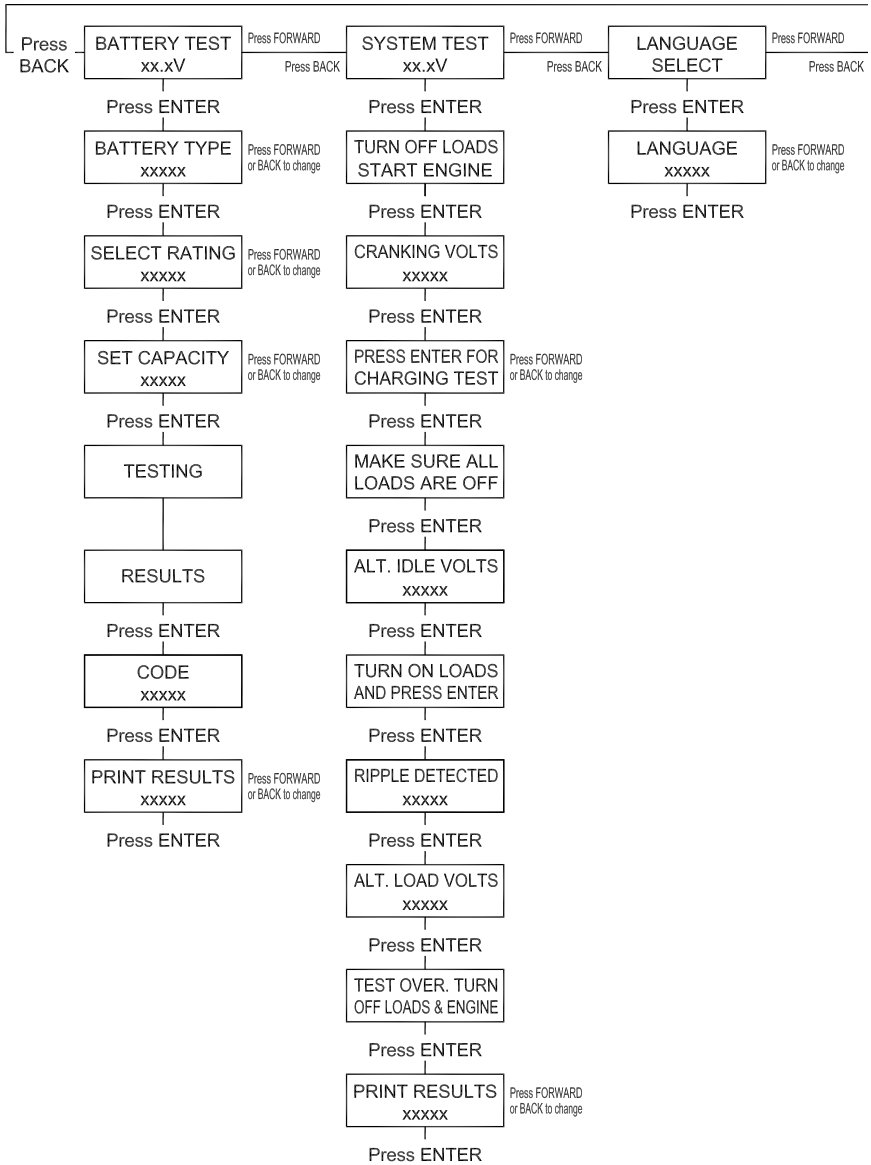 Press
BACK
BATTERY TEST
xx.xV
Press FORWARD
Press BACK
SYSTEM TEST
xx.xV
Press FORWARD
Press BACK
LANGUAGE
SELECT
Press FORWARD
Press BACK
Press ENTER
BATTERY TYPE
xxxxx
Press FORWARD
or BACK to change
Press ENTER
SELECT RATING
xxxxx
Press FORWARD
or BACK to change
Press ENTER
SET CAPACITY
xxxxx
Press FORWARD
or BACK to change
Press ENTER
TESTING
RESULTS
Press ENTER
CODE
xxxxx
Press ENTER
PRINT RESULTS
xxxxx
Press FORWARD
or BACK to change
Press ENTER
Press ENTER
TURN OFF LOADS
START ENGINE
Press ENTER
CRANKING VOLTS
xxxxx
Press ENTER
PRESS ENTER FOR
CHARGING TEST
Press FORWARD
or BACK to change
Press ENTER
MAKE SURE ALL
LOADS ARE OFF
Press ENTER
ALT. IDLE VOLTS
xxxxx
Press ENTER
TURN ON LOADS
AND PRESS ENTER
Press ENTER
RIPPLE DETECTED
xxxxx
Press ENTER
ALT. LOAD VOLTS
xxxxx
Press ENTER
TEST OVER. TURN
OFF LOADS & ENGINE
Press ENTER
PRINT RESULTS
xxxxx
Press FORWARD
or BACK to change
Press ENTER
Press ENTER
LANGUAGE
xxxxx
Press FORWARD
or BACK to change
Press ENTER